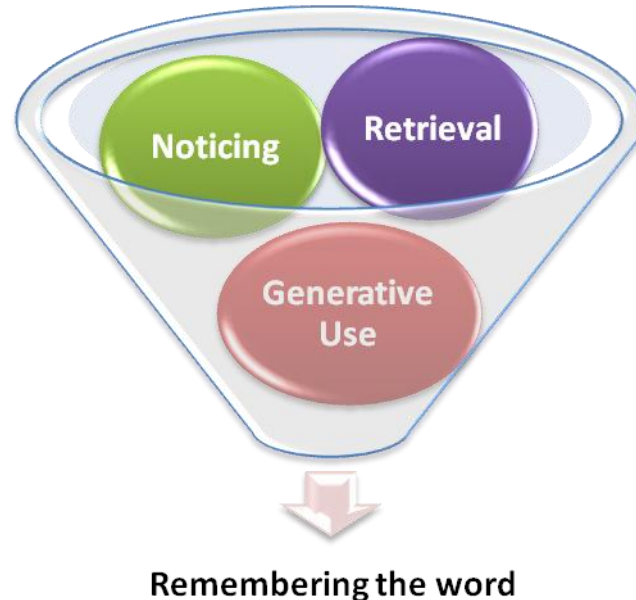 Noticing
Retrieval
Generative
Use
Remembering the word